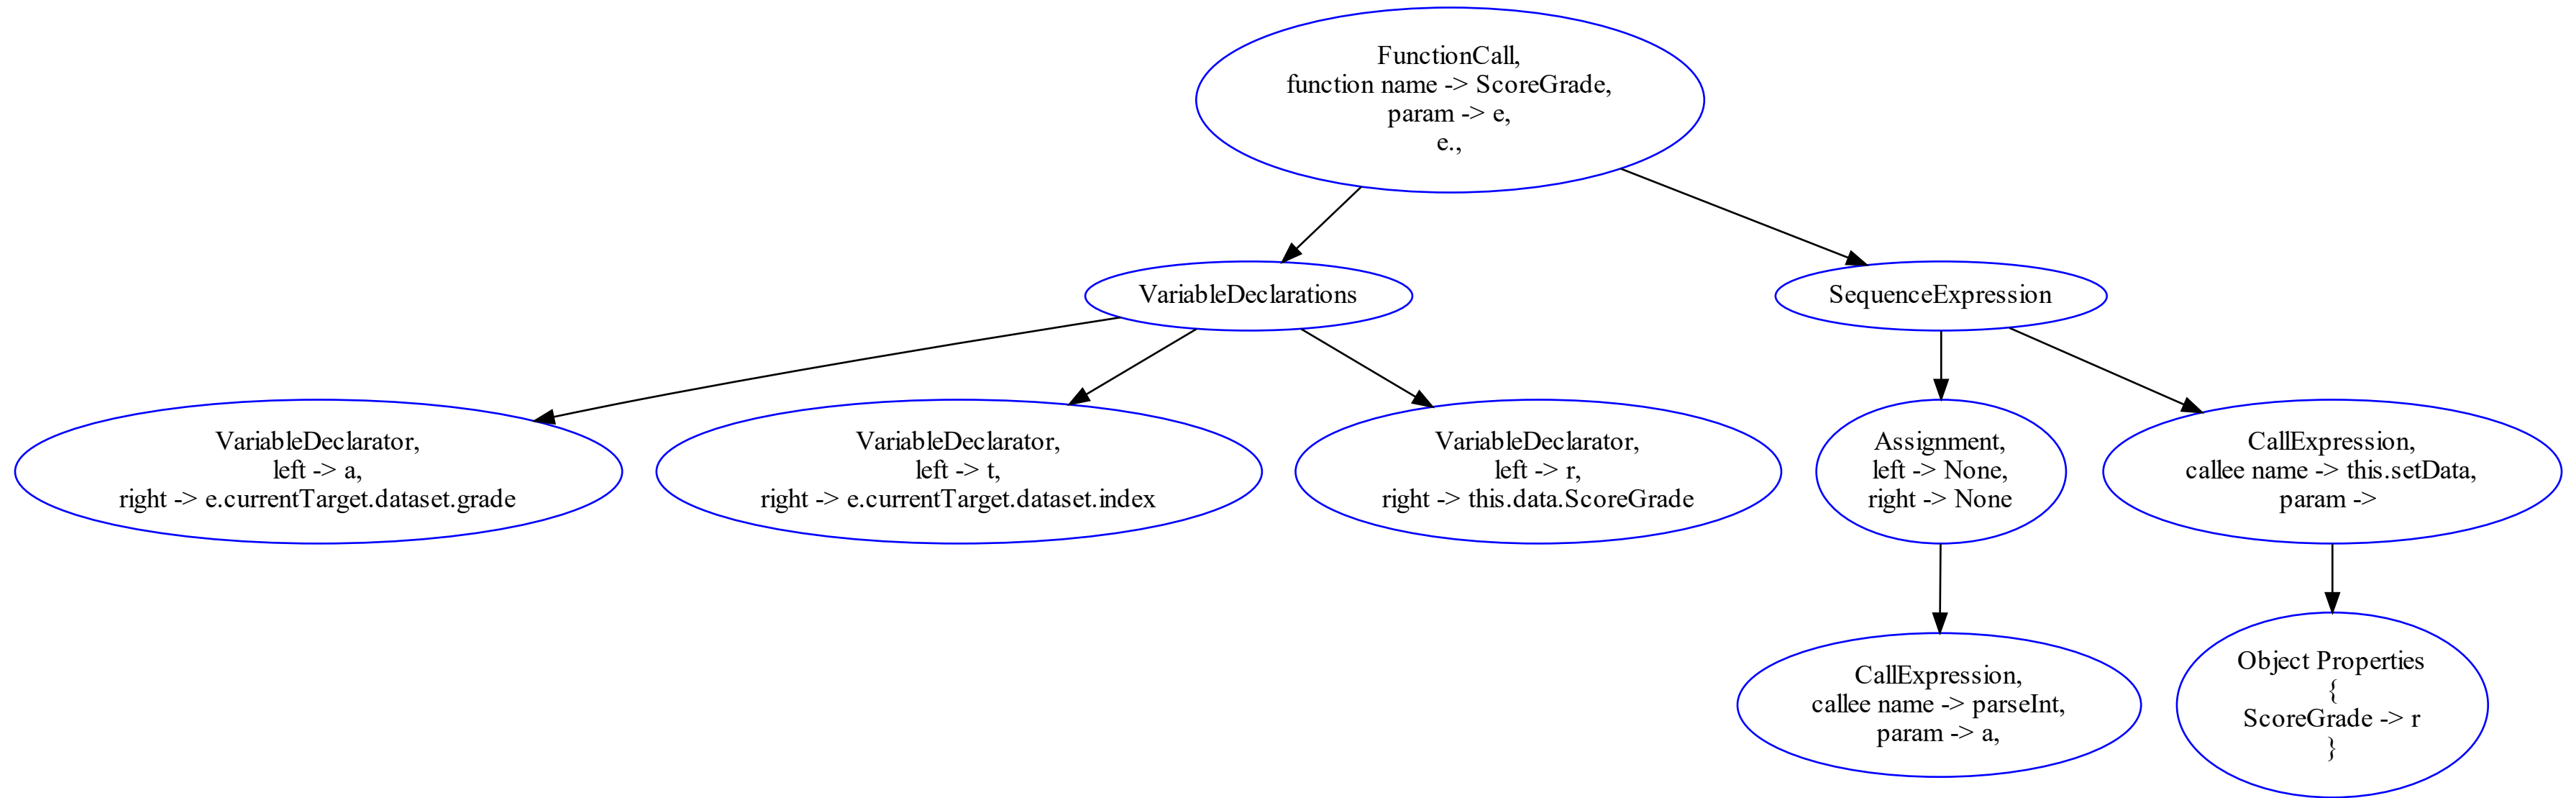 FunctionCall,
function name -> ScoreGrade,
param -> e,
e.,
VariableDeclarations
SequenceExpression
VariableDeclarator,
left -> a,
right -> e.currentTarget.dataset.grade
VariableDeclarator,
left -> t,
right -> e.currentTarget.dataset.index
VariableDeclarator,
left -> r,
right -> this.data.ScoreGrade
Assignment,
left -> None,
right -> None
CallExpression,
callee name -> this.setData,
param ->
CallExpression,
callee name -> parseInt,
param -> a,
Object Properties
{
ScoreGrade -> r
}